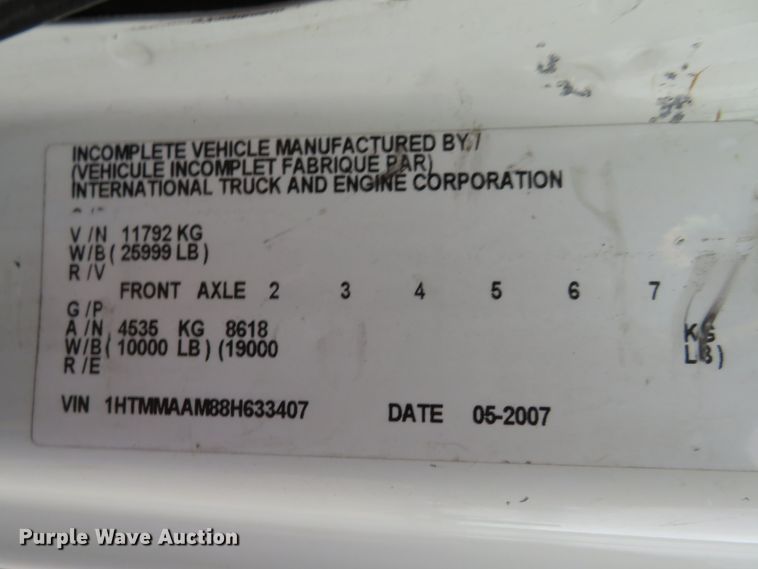 INCOMPLETE VEHICLE MANUFACTURED BY: /
(VEHICULE INCOMPLET FABRIQUE PAR)
INTERNATIONAL TRUCK AND ENGINE CORPORATION
V /N 11792 KG
W/B ( 25999 LB )
R /V
FRONT AXLE 2 3 4 5 6 7
G /P
A /N 4535 KG 8618 KG
W/B ( 10000 LB ) (19000 LB)
R /E
VIN 1HTMMAAM88H633407 DATE 05-2007
Purple Wave Auction